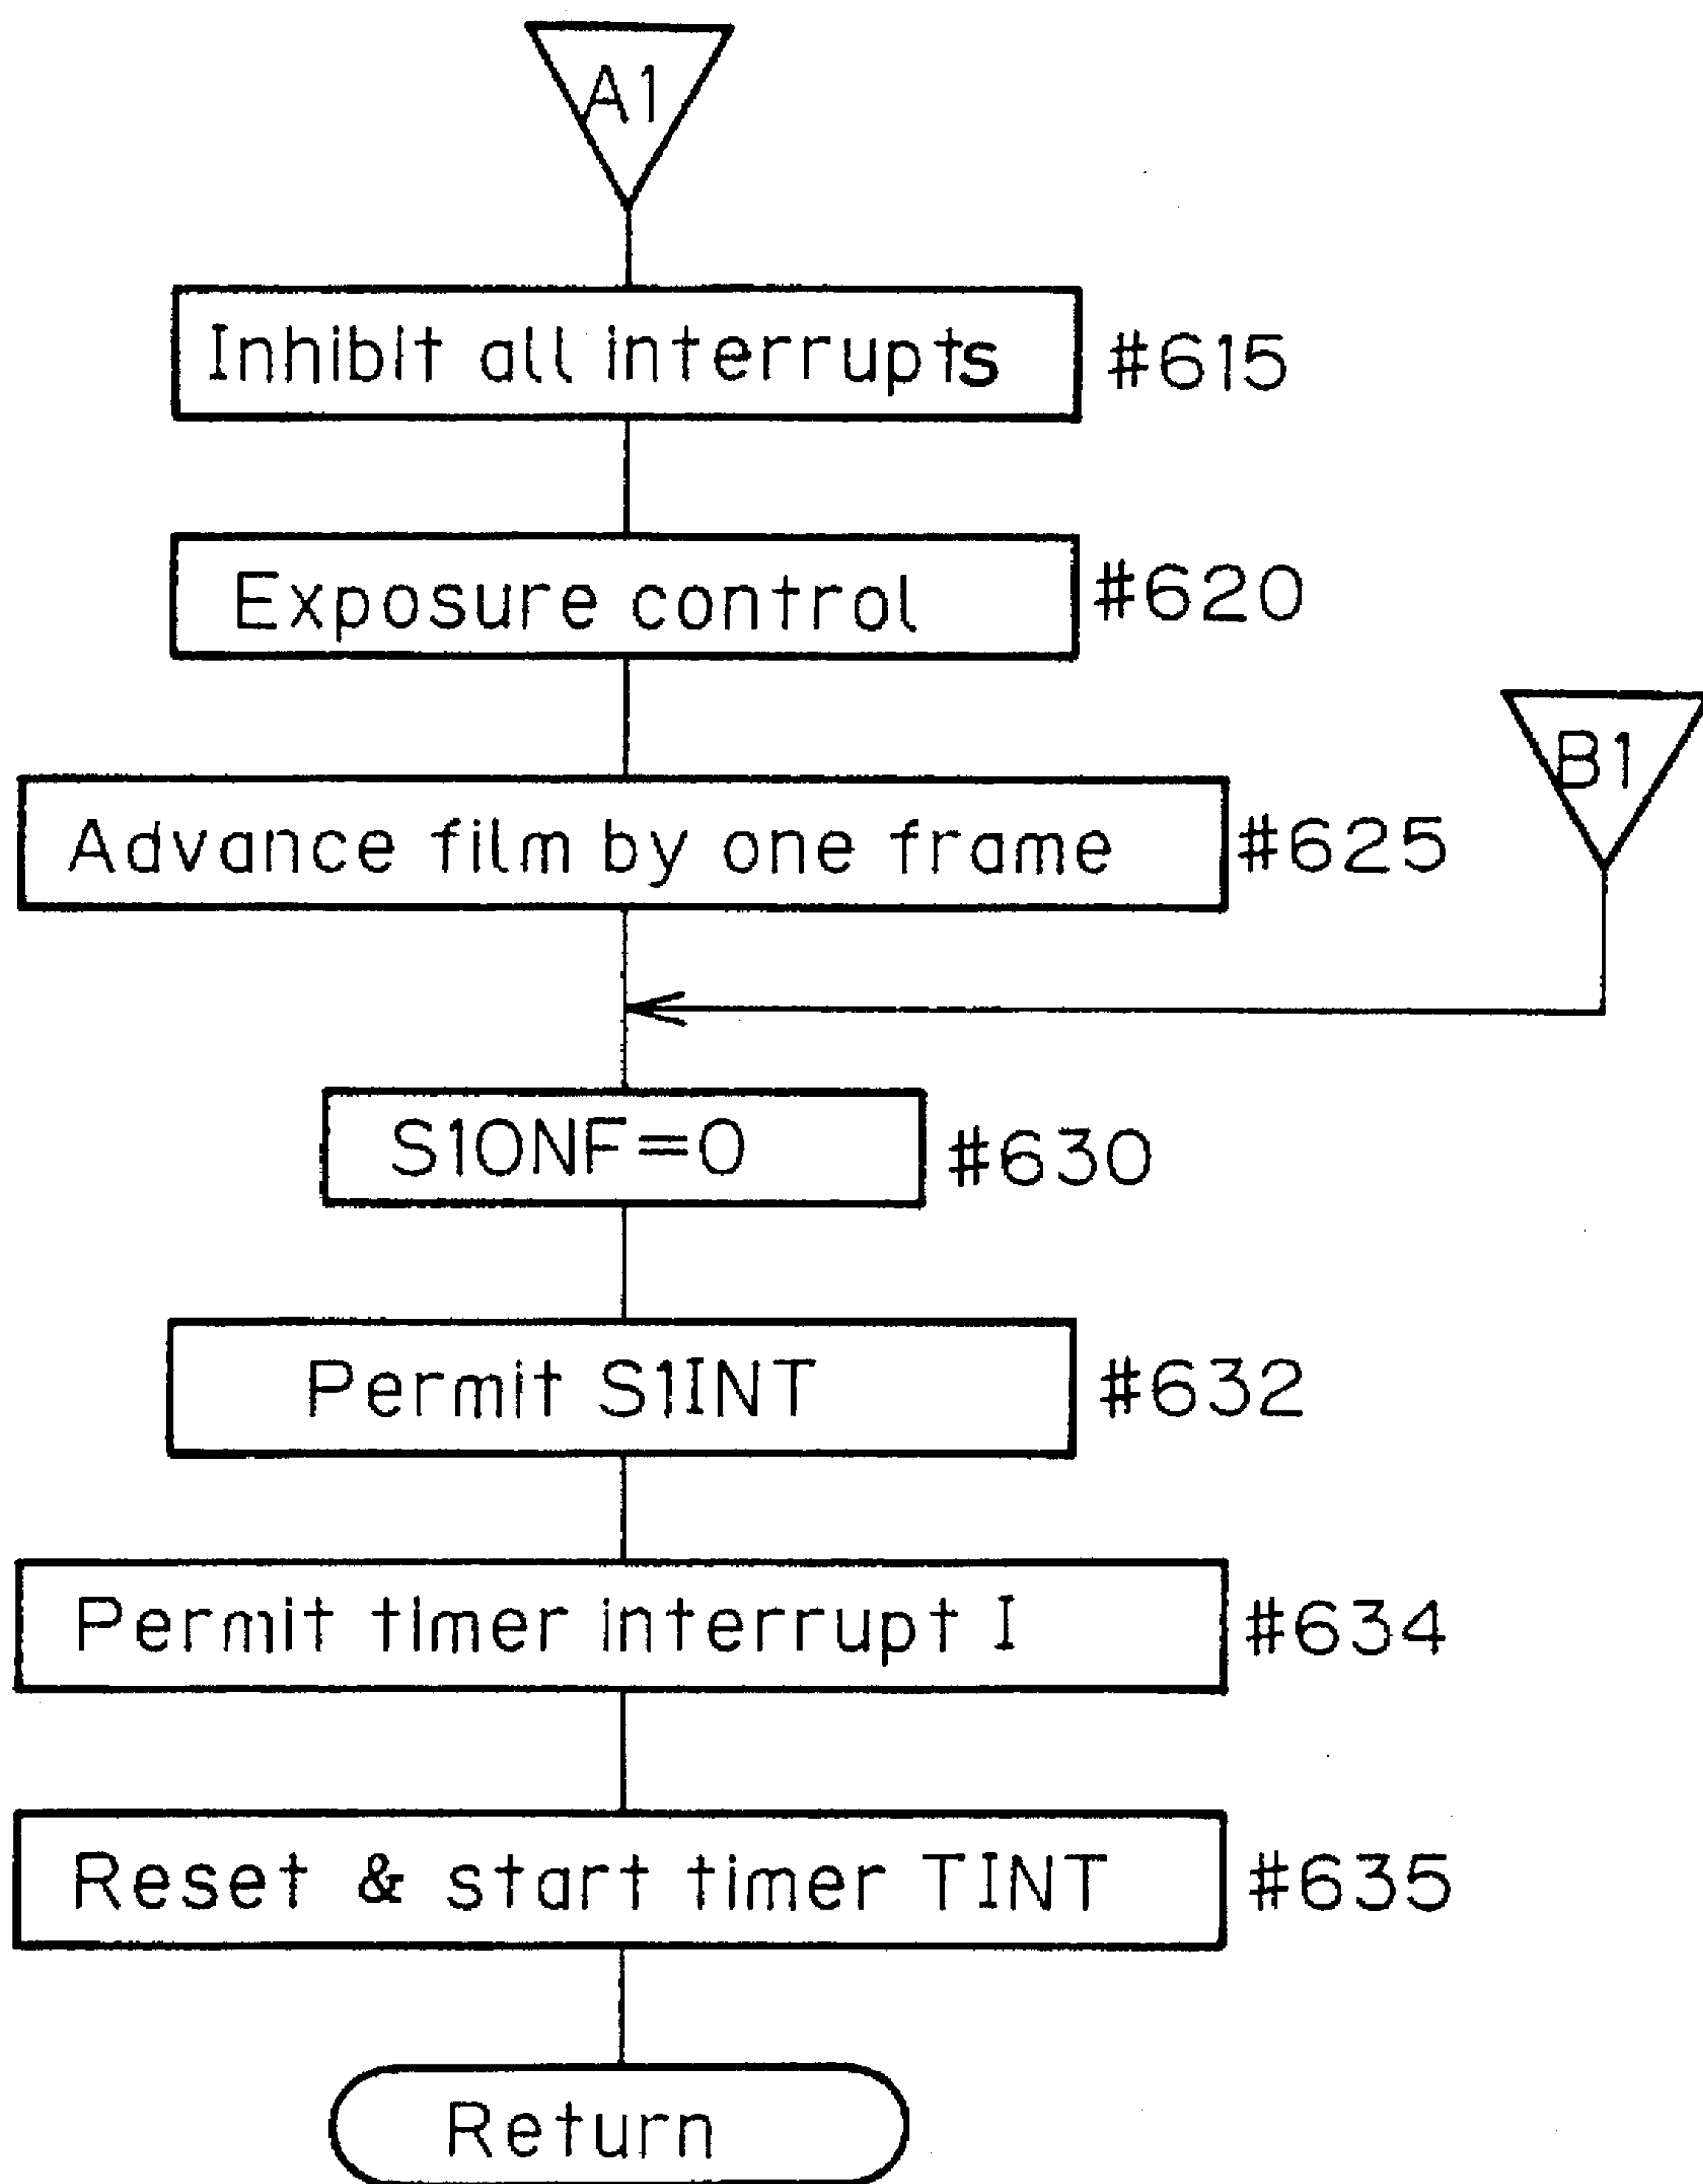 A1
Inhibit all interrupts #615
Exposure control #620
B1
Advance film by one frame #625
S1ONF=0 #630
Permit S1INT #632
Permit timer interrupt I #634
Reset & start timer TINT #635
Return